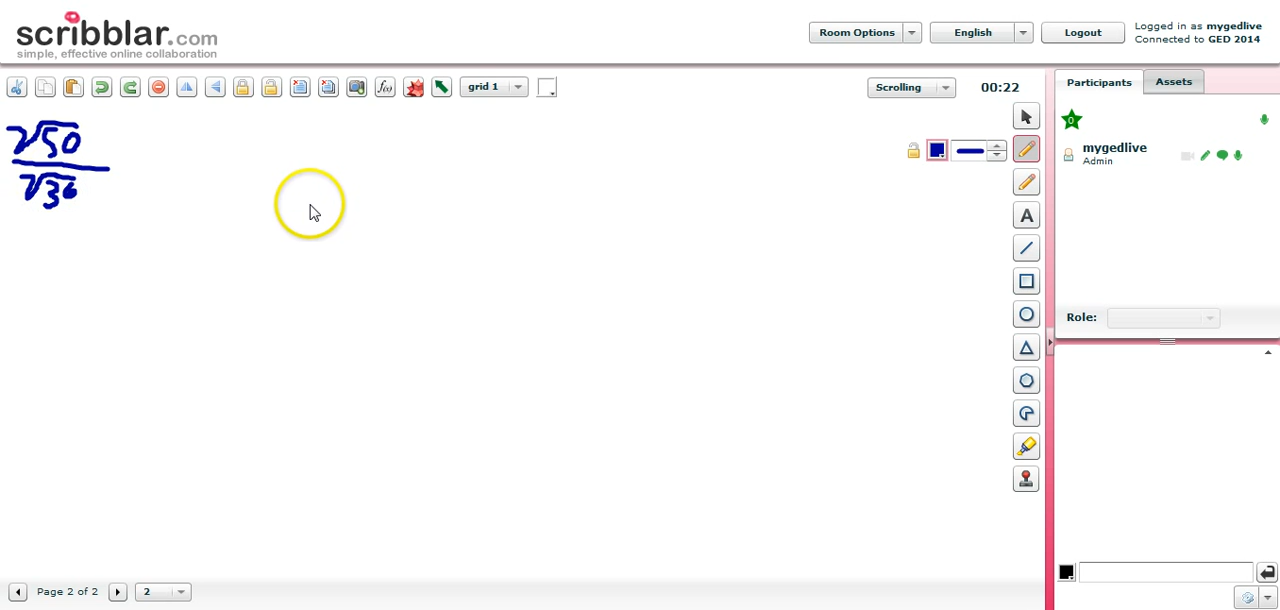 scribblar.com
simple, effective online collaboration
Room Options
English
Logout
Logged in as mygedlive
Connected to GED 2014
f(x)
grid 1
Scrolling
00:22
Participants
Assets
0
mygedlive
Admin
A
√50
√36
Role:
Page 2 of 2
2